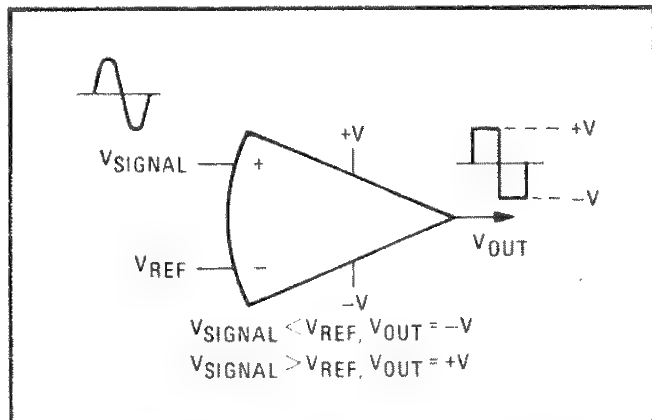 +V
+V
VSIGNAL
+
-V
VREF
-
VOUT
-V
VSIGNAL < VREF, VOUT = -V
VSIGNAL > VREF, VOUT = +V